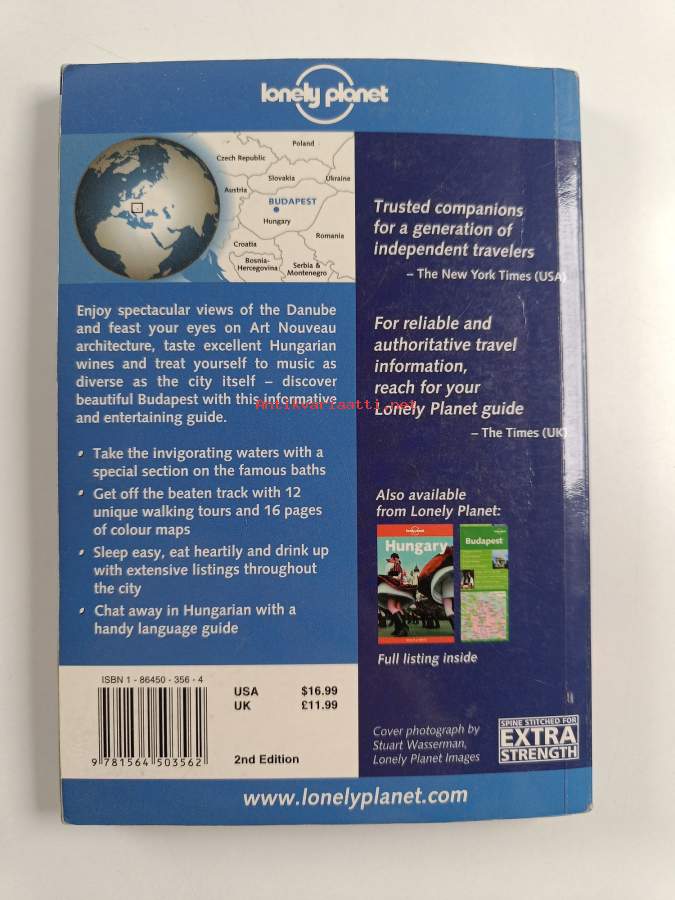 lonely planet
Poland
Czech Republic
Slovakia
Ukraine
Austria
BUDAPEST
Hungary
Romania
Croatia
Bosnia-
Hercegovina
Serbia &
Montenegro
Enjoy spectacular views of the Danube
and feast your eyes on Art Nouveau
architecture, taste excellent Hungarian
wines and treat yourself to music as
diverse as the city itself – discover
beautiful Budapest with this informative
and entertaining guide.
• Take the invigorating waters with a
special section on the famous baths
• Get off the beaten track with 12
unique walking tours and 16 pages
of colour maps
• Sleep easy, eat heartily and drink up
with extensive listings throughout
the city
• Chat away in Hungarian with a
handy language guide
Antikvariaatti.net
Trusted companions
for a generation of
independent travelers
– The New York Times (USA)
For reliable and
authoritative travel
information,
reach for your
Lonely Planet guide
– The Times (UK)
Also available
from Lonely Planet:
Hungary
Budapest
Full listing inside
ISBN 1 - 86450 - 356 - 4
9 781564 503562
USA $16.99
UK £11.99
2nd Edition
Cover photograph by
Stuart Wasserman,
Lonely Planet Images
SPINE STITCHED FOR
EXTRA
STRENGTH
www.lonelyplanet.com